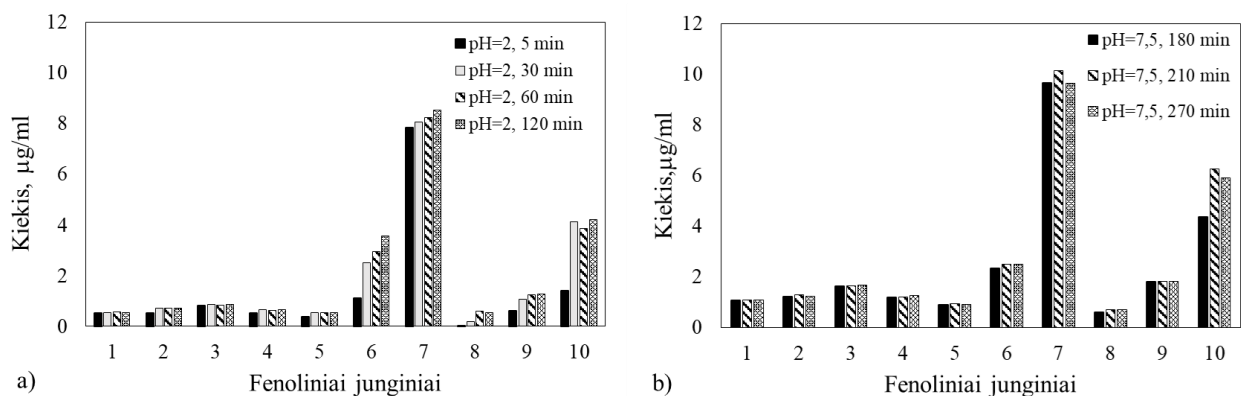 12
10
8
6
4
2
0
Kiekis, µg/ml
pH=2, 5 min
pH=2, 30 min
pH=2, 60 min
pH=2, 120 min
1 2 3 4 5 6 7 8 9 10
a) Fenoliniai junginiai
12
10
8
6
4
2
0
Kiekis,µg/ml
pH=7,5, 180 min
pH=7,5, 210 min
pH=7,5, 270 min
1 2 3 4 5 6 7 8 9 10
b) Fenoliniai junginiai